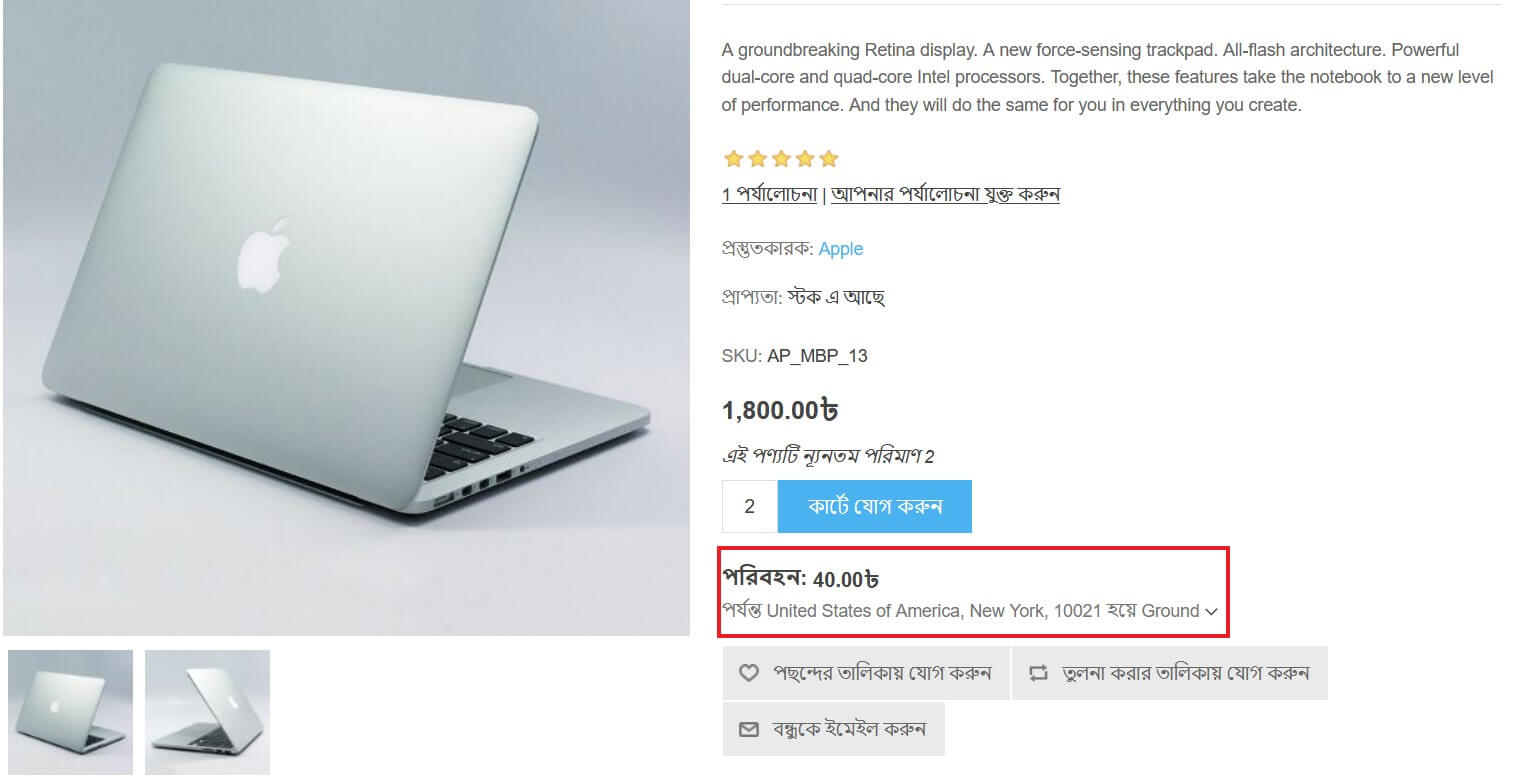 A groundbreaking Retina display. A new force-sensing trackpad. All-flash architecture. Powerful
dual-core and quad-core Intel processors. Together, these features take the notebook to a new level
of performance. And they will do the same for you in everything you create.
1 পর্যালোচনা | আপনার পর্যালোচনা যুক্ত করুন
প্রস্তুতকারক: Apple
প্রাপ্যতা: স্টক এ আছে
SKU: AP_MBP_13
1,800.00৳
এই পণ্যটি ন্যূনতম পরিমাণ 2
2 কার্টে যোগ করুন
পরিবহন: 40.00৳
পর্যন্ত United States of America, New York, 10021 হয়ে Ground
পছন্দের তালিকায় যোগ করুন তুলনা করার তালিকায় যোগ করুন
বন্ধুকে ইমেইল করুন